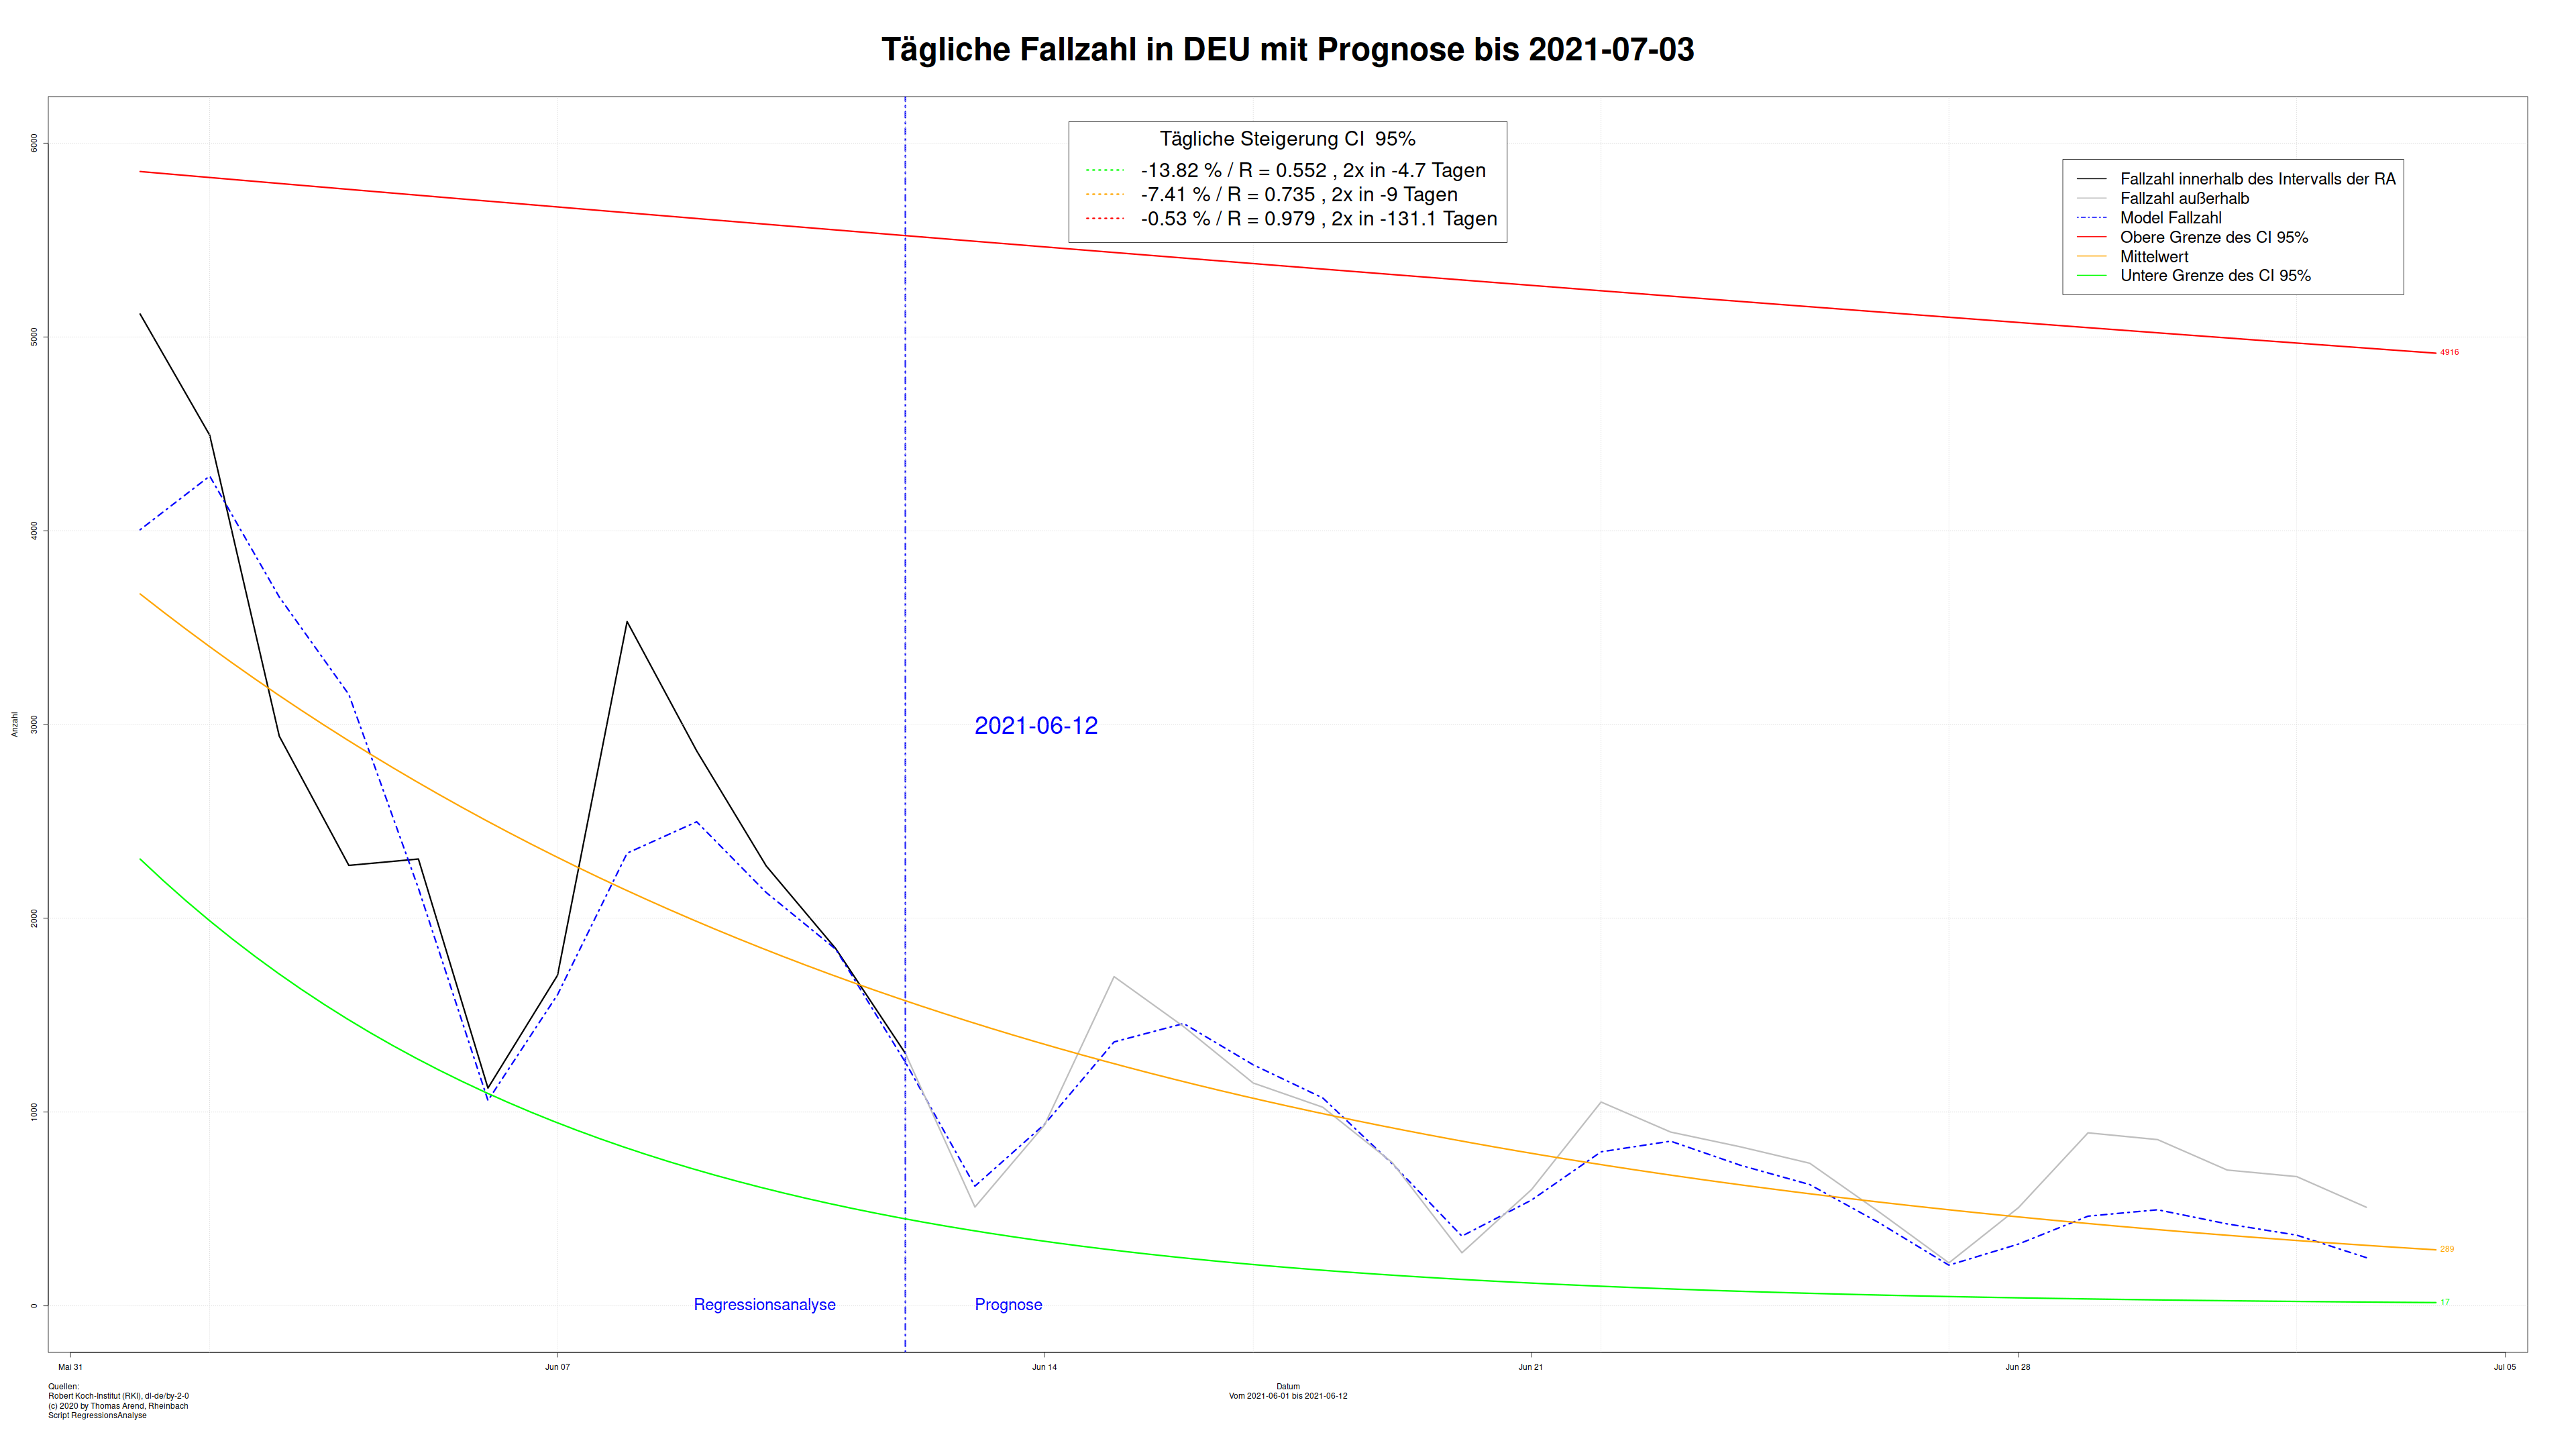 Tägliche Fallzahl in DEU mit Prognose bis 2021-07-03
Tägliche Steigerung CI  95%
-13.82 % / R = 0.552 , 2x in -4.7 Tagen
-7.41 % / R = 0.735 , 2x in -9 Tagen
-0.53 % / R = 0.979 , 2x in -131.1 Tagen
Fallzahl innerhalb des Intervalls der RA
Fallzahl außerhalb
Model Fallzahl
Obere Grenze des CI 95%
Mittelwert
Untere Grenze des CI 95%
6000
5000
4000
3000
2000
1000
0
Anzahl
4916
2021-06-12
289
17
Regressionsanalyse
Prognose
Mai 31
Jun 07
Jun 14
Jun 21
Jun 28
Jul 05
Datum
Vom 2021-06-01 bis 2021-06-12
Quellen:
Robert Koch-Institut (RKI), dl-de/by-2-0
(c) 2020 by Thomas Arend, Rheinbach
Script RegressionsAnalyse